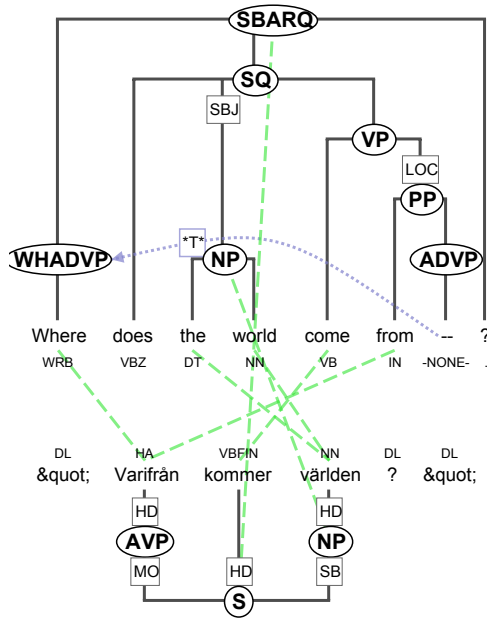 SBARQ
SQ
SBJ
VP
LOC
PP
*T*
WHADVP NP ADVP
Where does the world come from -- ?
WRB VBZ DT NN VB IN -NONE- .
DL HA VBFIN NN DL DL
&quot; Varifrån kommer världen ? &quot;
HD HD
AVP NP
MO HD SB
S